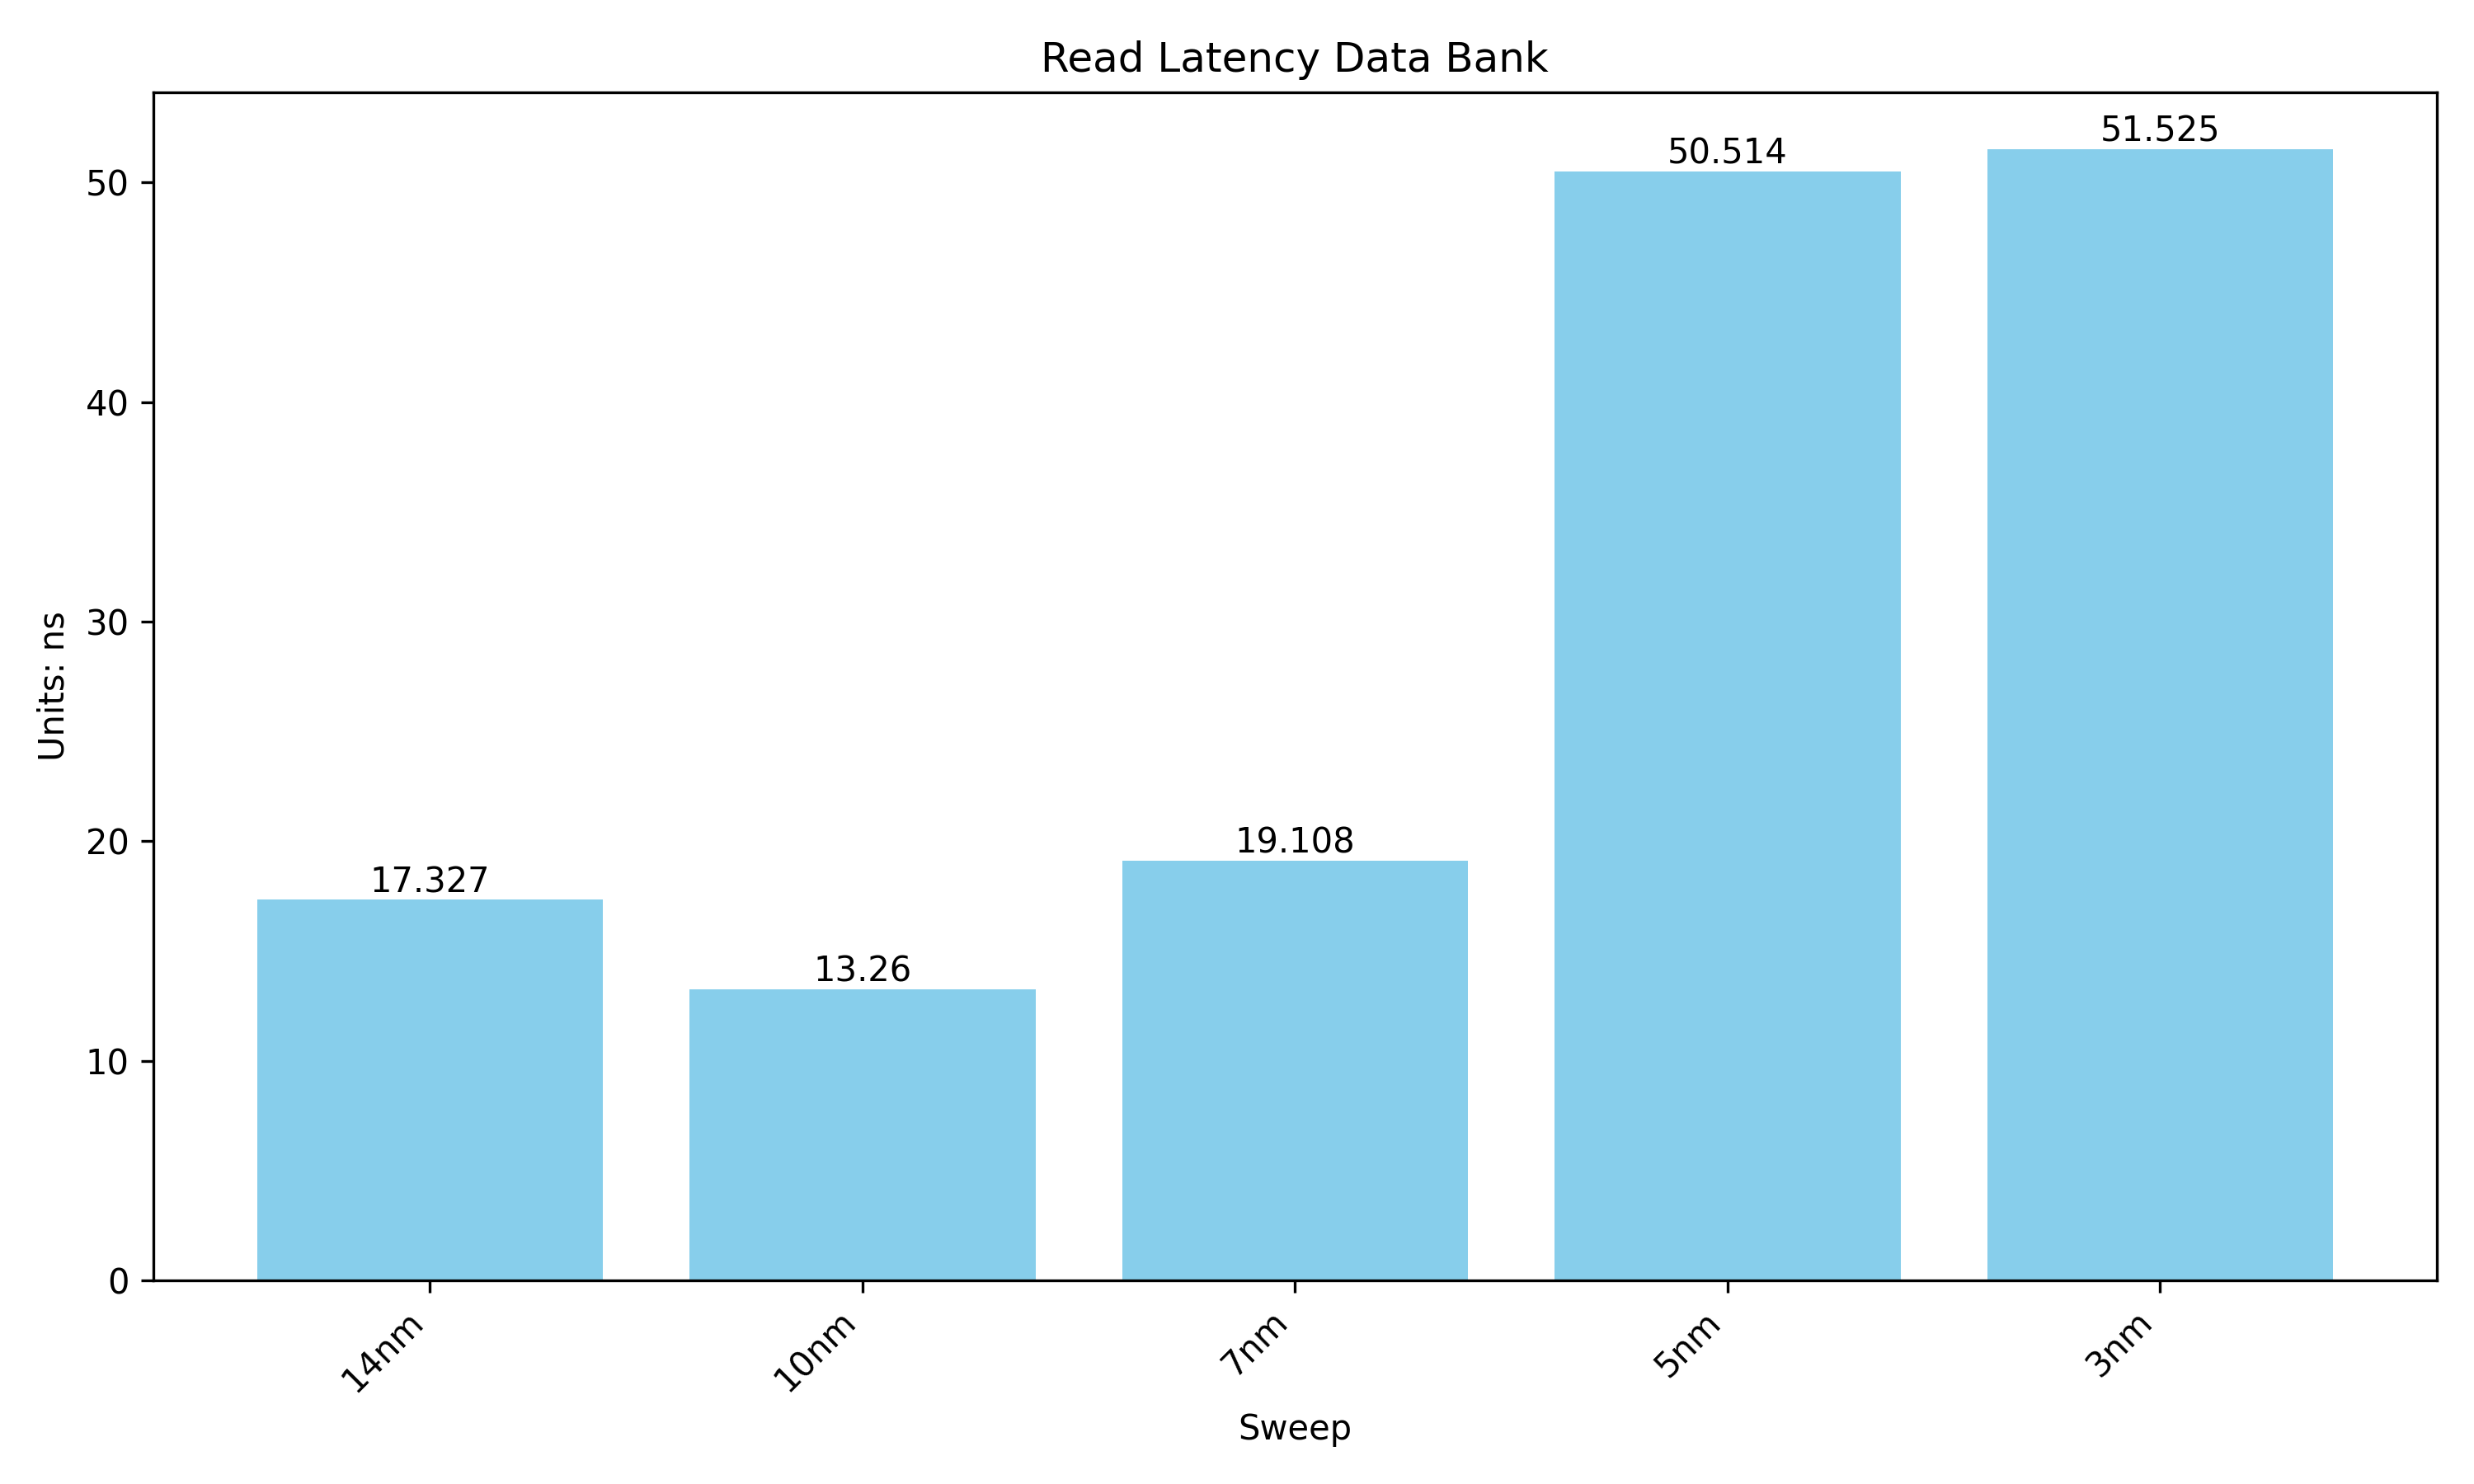 Read Latency Data Bank
Units: ns
50
40
30
20
10
0
17.327
13.26
19.108
50.514
51.525
14nm
10nm
7nm
5nm
3nm
Sweep